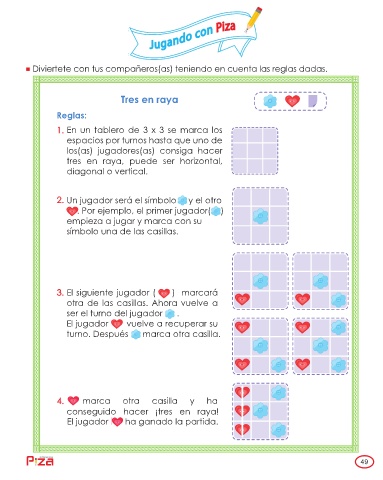 Jugando con Piza
Diviertete con tus compañeros(as) teniendo en cuenta las reglas dadas.
Tres en raya
Reglas:
1. En un tablero de 3 x 3 se marca los
espacios por turnos hasta que uno de
los(as) jugadores(as) consiga hacer
tres en raya, puede ser horizontal,
diagonal o vertical.
2. Un jugador será el símbolo y el otro
. Por ejemplo, el primer jugador( )
empieza a jugar y marca con su
símbolo una de las casillas.
3. El siguiente jugador ( ) marcará
otra de las casillas. Ahora vuelve a
ser el turno del jugador .
El jugador vuelve a recuperar su
turno. Después marca otra casilla.
4. marca otra casilla y ha
conseguido hacer ¡tres en raya!
El jugador ha ganado la partida.
Piza
49